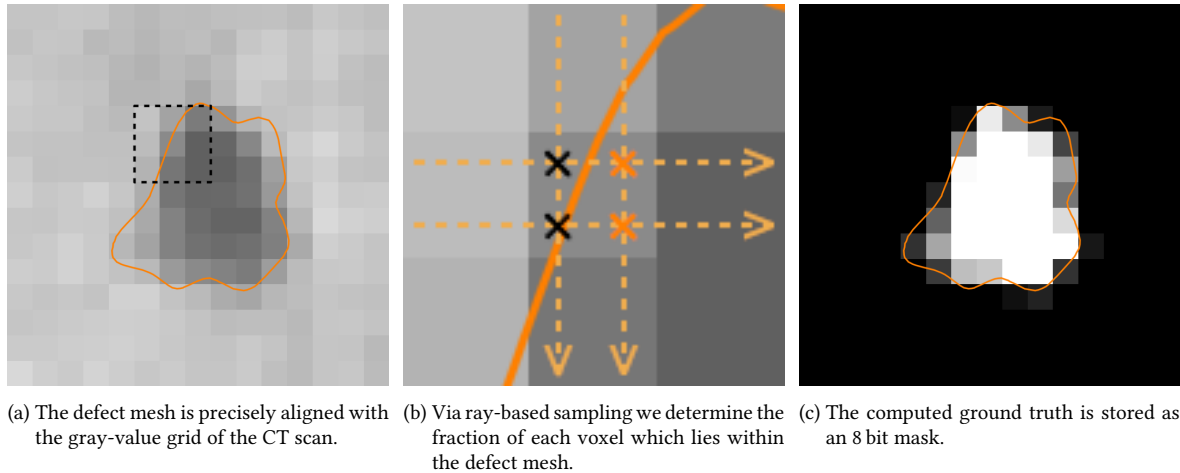 (a) The defect mesh is precisely aligned with
the gray-value grid of the CT scan.
(b) Via ray-based sampling we determine the
fraction of each voxel which lies within
the defect mesh.
(c) The computed ground truth is stored as
an 8 bit mask.